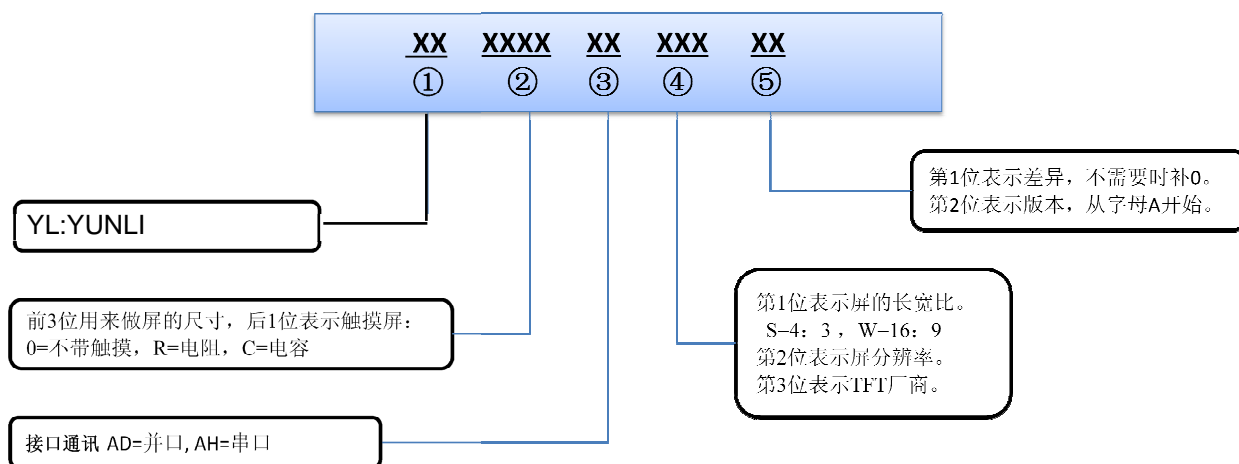 XX XXXX XX XXX XX
① ② ③ ④ ⑤
第1位表示差异，不需要时补0。
第2位表示版本，从字母A开始。
YL:YUNLI
第1位表示屏的长宽比。
S–4：3 ，W–16：9
第2位表示屏分辨率。
第3位表示TFT厂商。
前3位用来做屏的尺寸，后1位表示触摸屏：
0=不带触摸，R=电阻，C=电容
接口通讯 AD=并口, AH=串口